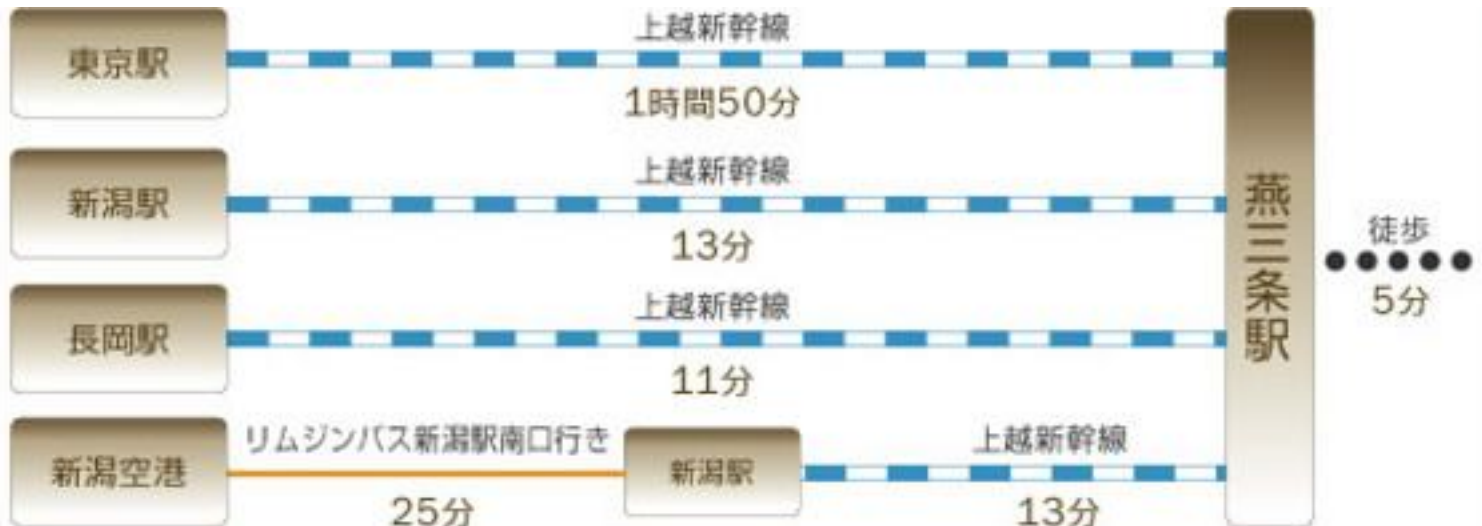 東京駅
上越新幹線
1時間50分
新潟駅
上越新幹線
13分
長岡駅
上越新幹線
11分
新潟空港
リムジンバス新潟駅南口行き
25分
新潟駅
上越新幹線
13分
燕三条駅
徒歩
5分